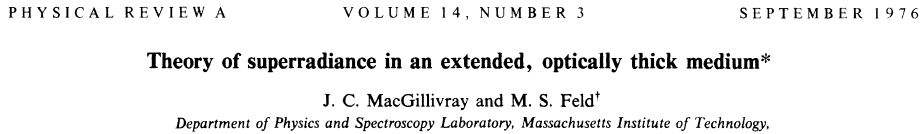 PHYSICAL REVIEW A VOLUME 14, NUMBER 3 SEPTEMBER 1976
Theory of superradiance in an extended, optically thick medium*
J. C. MacGillivray and M. S. Feld†
Department of Physics and Spectroscopy Laboratory, Massachusetts Institute of Technology,